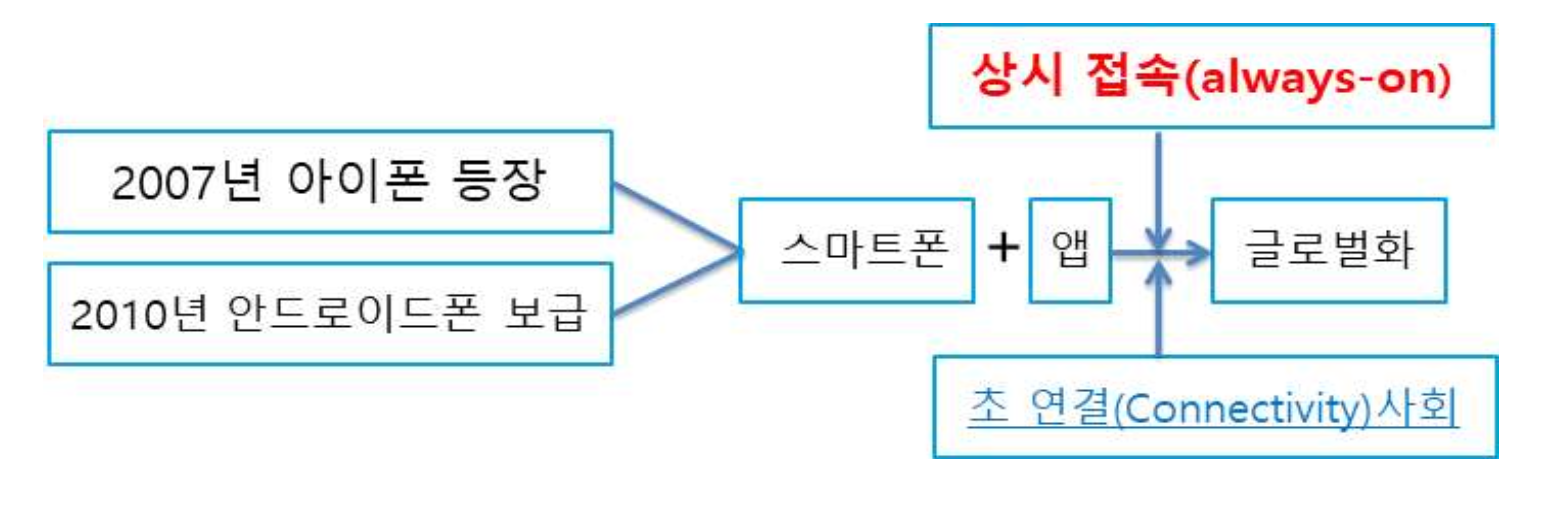 상시 접속(always-on)
2007년 아이폰 등장
스마트폰 + 앱 글로벌화
2010년 안드로이드폰 보급
초 연결(Connectivity)사회